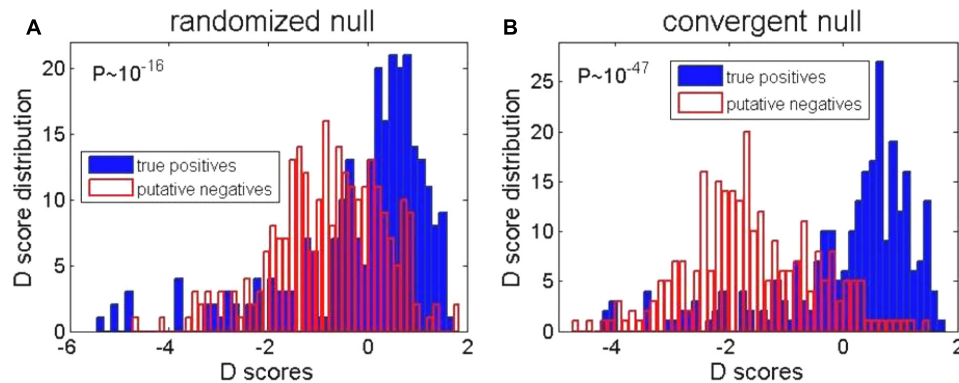 A
randomized null
P~10^-16
true positives
putative negatives
D score distribution
20
15
10
5
0
-6
-4
-2
0
2
D scores
B
convergent null
P~10^-47
true positives
putative negatives
D score distribution
25
20
15
10
5
0
-4
-2
0
2
D scores